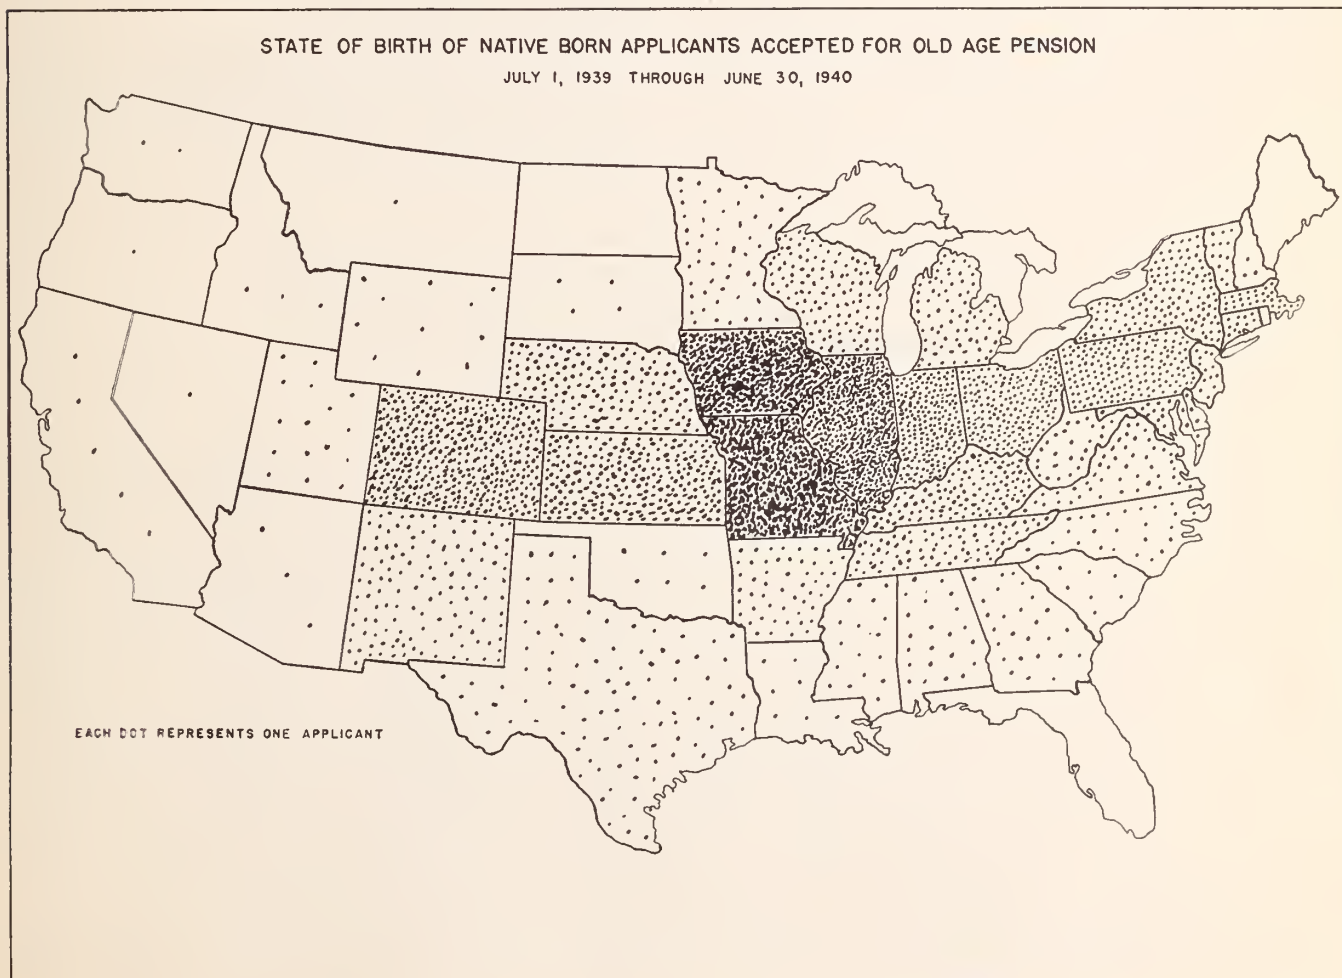 STATE OF BIRTH OF NATIVE BORN APPLICANTS ACCEPTED FOR OLD AGE PENSION
JULY 1, 1939 THROUGH JUNE 30, 1940
EACH DOT REPRESENTS ONE APPLICANT